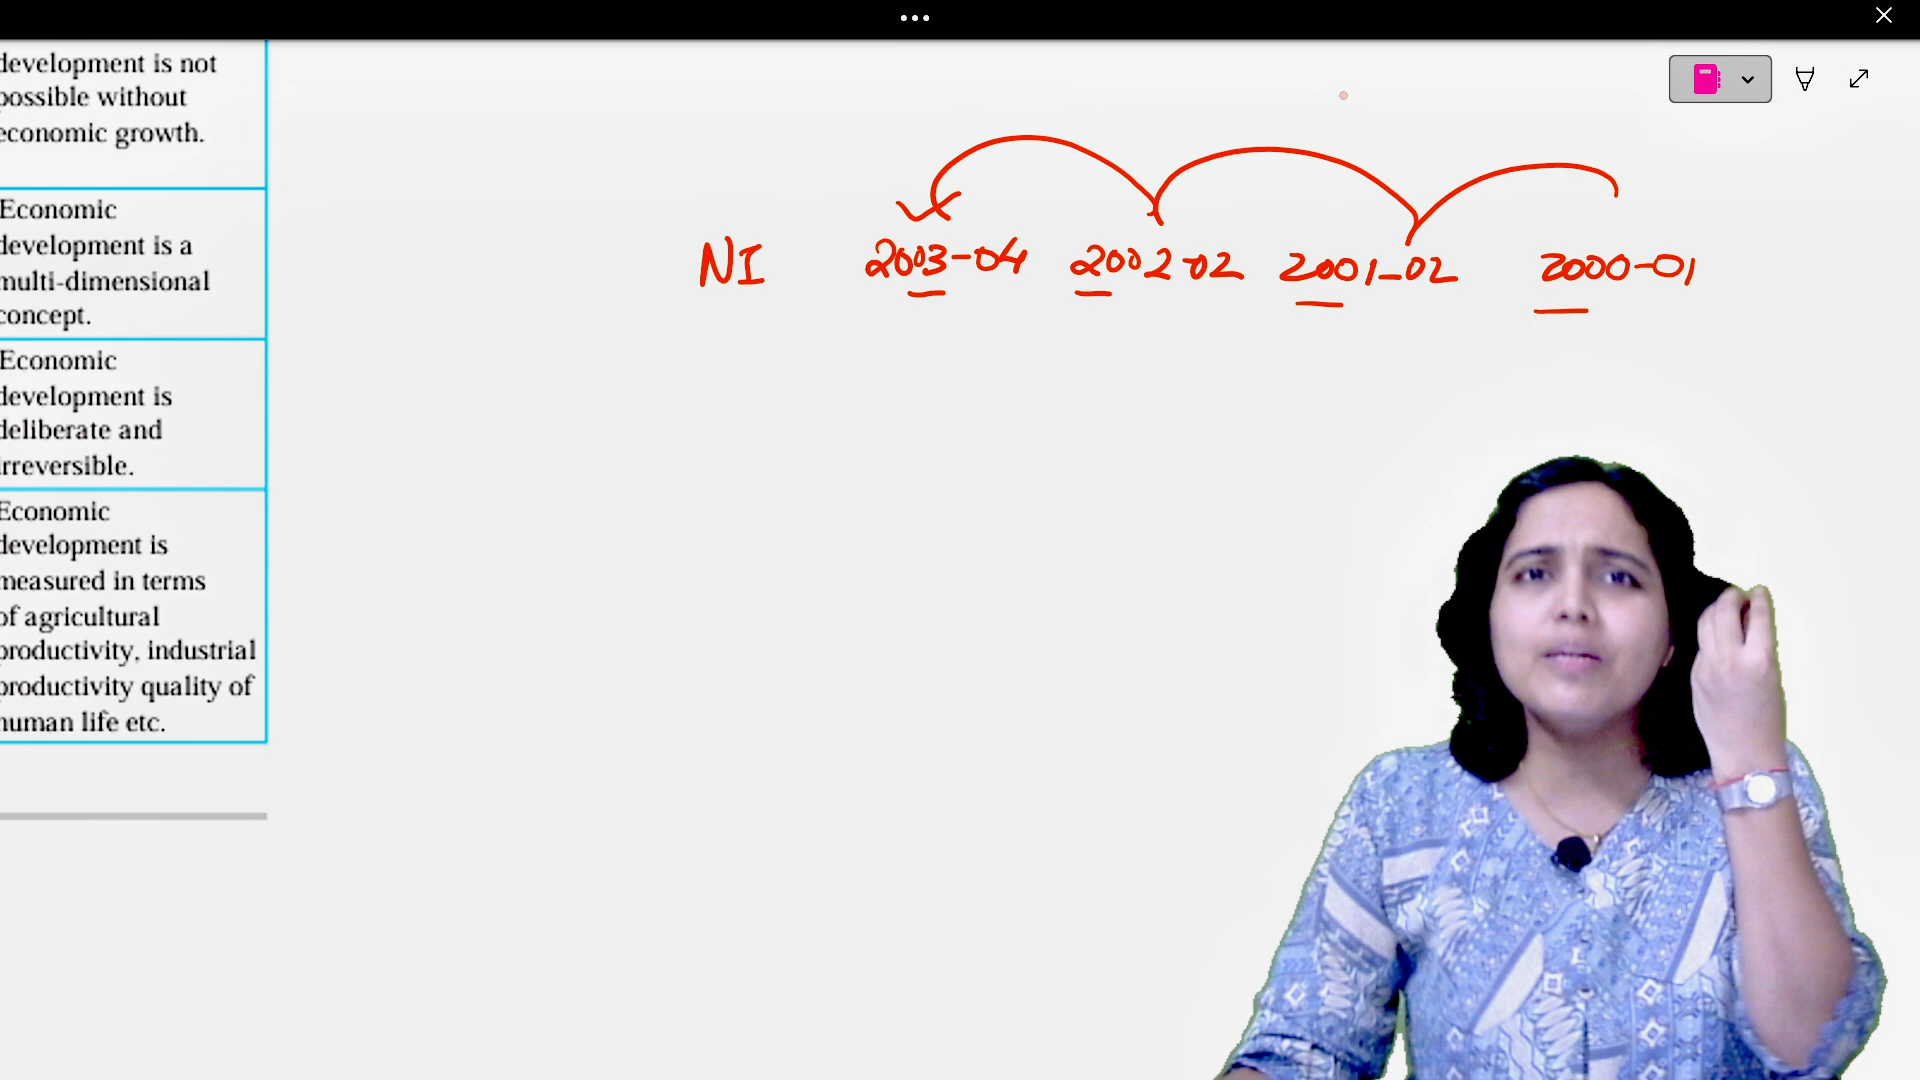 development is not
possible without
economic growth.
Economic
development is a
multi-dimensional
concept.
Economic
development is
deliberate and
irreversible.
Economic
development is
measured in terms
of agricultural
productivity, industrial
productivity quality of
human life etc.
NI 2003-04 2002-02 2001-02 2000-01